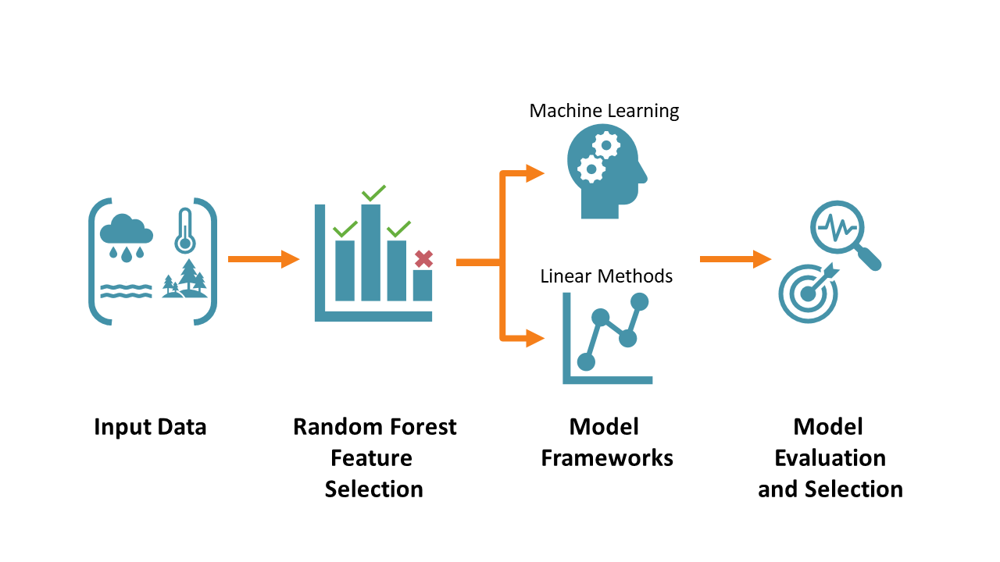 Machine Learning
Linear Methods
Input Data
Random Forest
Feature
Selection
Model
Frameworks
Model
Evaluation
and Selection